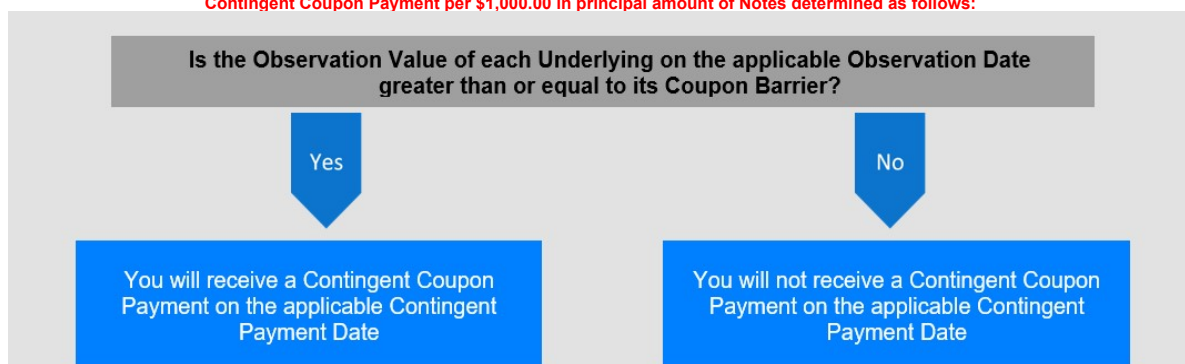 Contingent Coupon Payment per $1,000.00 in principal amount of Notes determined as follows:
Is the Observation Value of each Underlying on the applicable Observation Date
greater than or equal to its Coupon Barrier?
Yes
No
You will receive a Contingent Coupon
Payment on the applicable Contingent
Payment Date
You will not receive a Contingent Coupon
Payment on the applicable Contingent
Payment Date